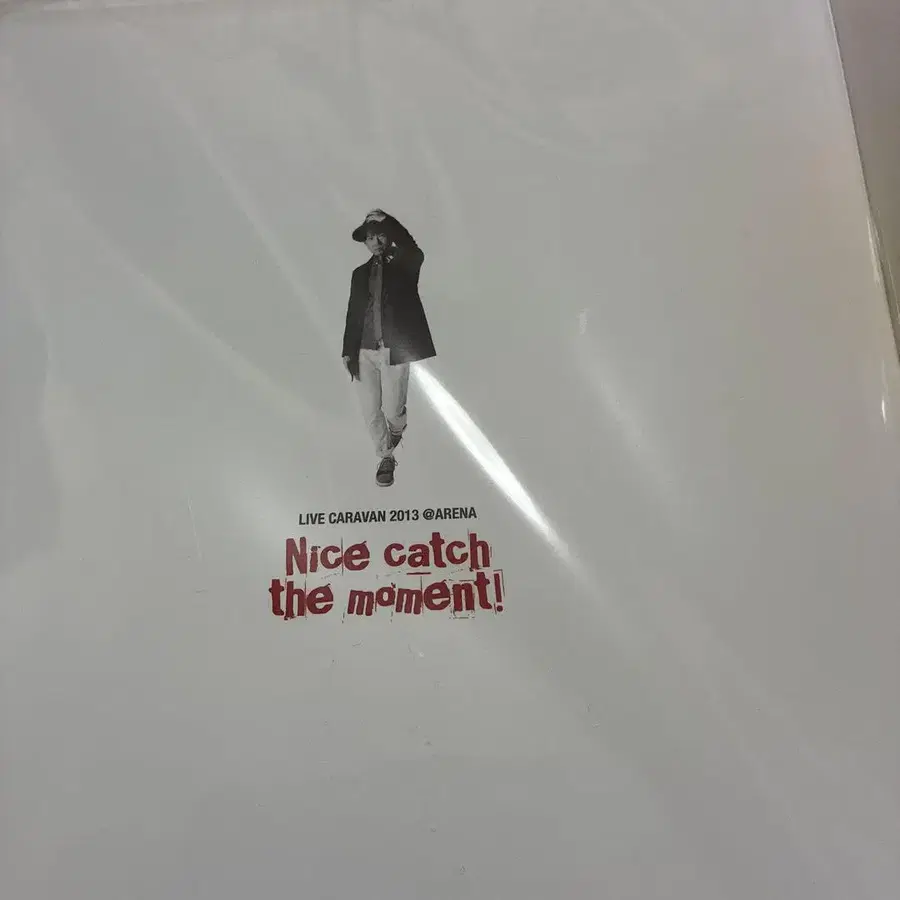 LIVE CARAVAN 2013 @ARENA
Nice catch
the moment!